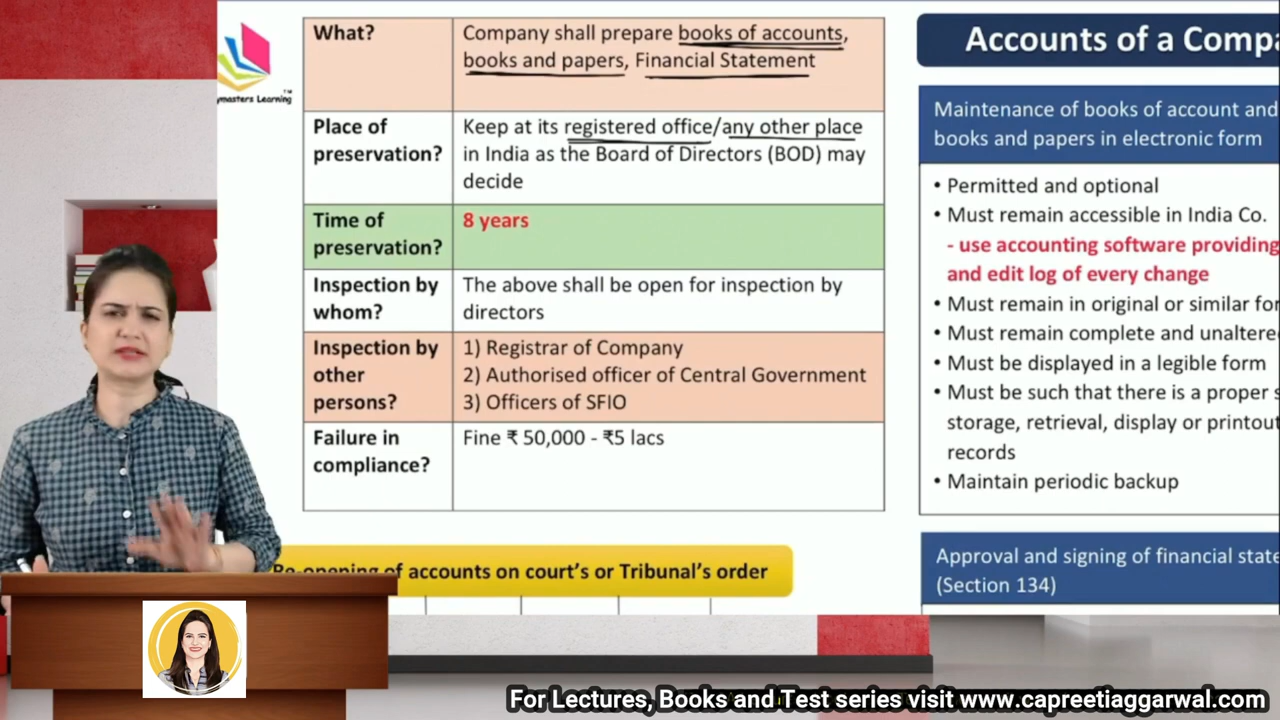 ymasters Learning
TM
What?
Company shall prepare books of accounts,
books and papers, Financial Statement
Place of
preservation?
Keep at its registered office/any other place
in India as the Board of Directors (BOD) may
decide
Time of
preservation?
8 years
Inspection by
whom?
The above shall be open for inspection by
directors
Inspection by
other
persons?
1) Registrar of Company
2) Authorised officer of Central Government
3) Officers of SFIO
Failure in
compliance?
Fine ₹ 50,000 - ₹5 lacs
Re-opening of accounts on court's or Tribunal's order
Accounts of a Compa
Maintenance of books of account and
books and papers in electronic form
• Permitted and optional
• Must remain accessible in India Co.
- use accounting software providing
and edit log of every change
• Must remain in original or similar for
• Must remain complete and unaltere
• Must be displayed in a legible form
• Must be such that there is a proper s
storage, retrieval, display or printout
records
• Maintain periodic backup
Approval and signing of financial state
(Section 134)
For Lectures, Books and Test series visit www.capreetiaggarwal.com